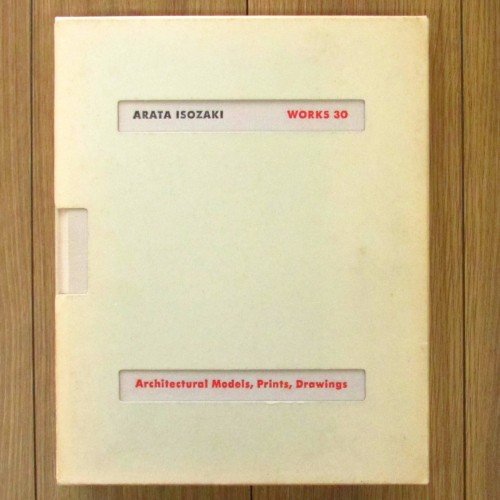 ARATA ISOZAKI WORKS 30
Architectural Models, Prints, Drawings